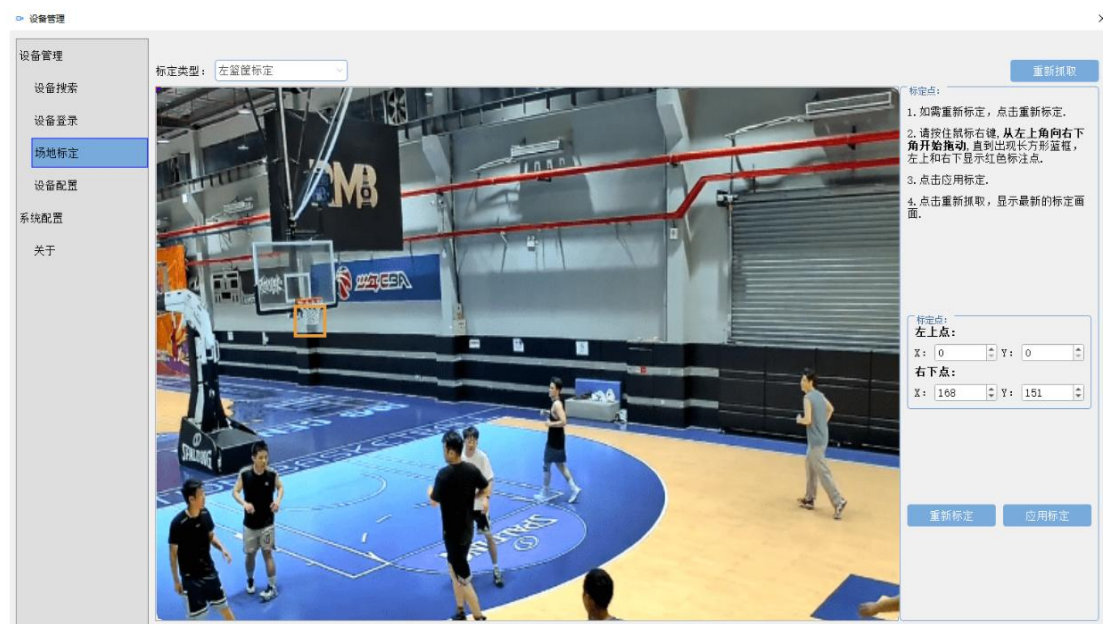 设备管理
设备管理
设备搜索
设备登录
场地标定
设备配置
系统配置
关于
标定类型：
左篮筐标定
重新抓取
标定点：
1. 如需重新标定，点击重新标定.
2. 请按住鼠标右键,从左上角向右下
角开始拖动,直到出现长方形蓝框，
左上和右下显示红色标注点.
3. 点击应用标定.
4. 点击重新抓取，显示最新的标定画
面.
标定点：
左上点：
X： 0 Y： 0
右下点：
X： 168 Y： 151
重新标定
应用标定
SPALDING
SPALDING